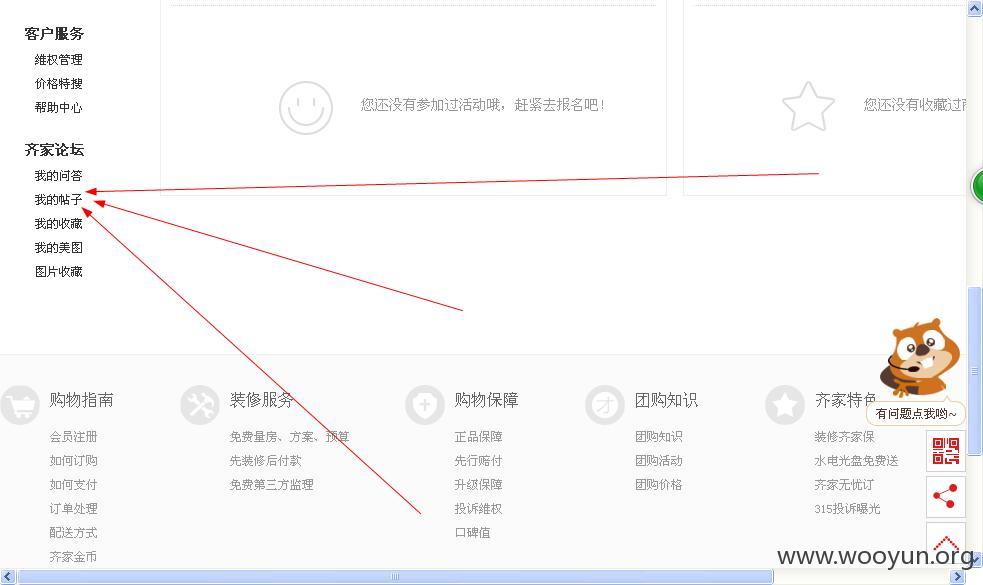 客户服务
维权管理
价格特搜
帮助中心
您还没有参加过活动哦，赶紧去报名吧！
您还没有收藏过
齐家论坛
我的问答
我的帖子
我的收藏
我的美图
图片收藏
购物指南
会员注册
如何订购
如何支付
订单处理
配送方式
齐家金币
装修服务
免费量房、方案、预算
先装修后付款
免费第三方监理
购物保障
正品保障
先行赔付
升级保障
投诉维权
口碑值
团购知识
团购知识
团购活动
团购价格
齐家特色
装修齐家保
水电光盘免费送
齐家无忧订
315投诉曝光
有问题点我哟~
www.wooyun.org